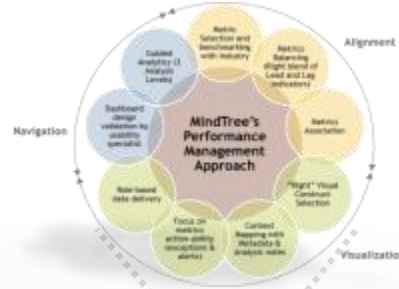 Metric
Selection and
benchmarking
with industry
Metrics
Balancing
(Right blend of
Lead and Lag
indicators)
Metrics
Association
"Right" Visual
Construct
Selection
Context
Mapping with
Metadata &
Analysis notes
Focus on
metrics
action-ability
(exceptions &
alerts)
Role based
data delivery
Dashboard
design
validation by
usability
specialist
Guided
Analytics (3
Analysis
Levels)
MindTree's
Performance
Management
Approach
Alignment
Navigation
Visualization